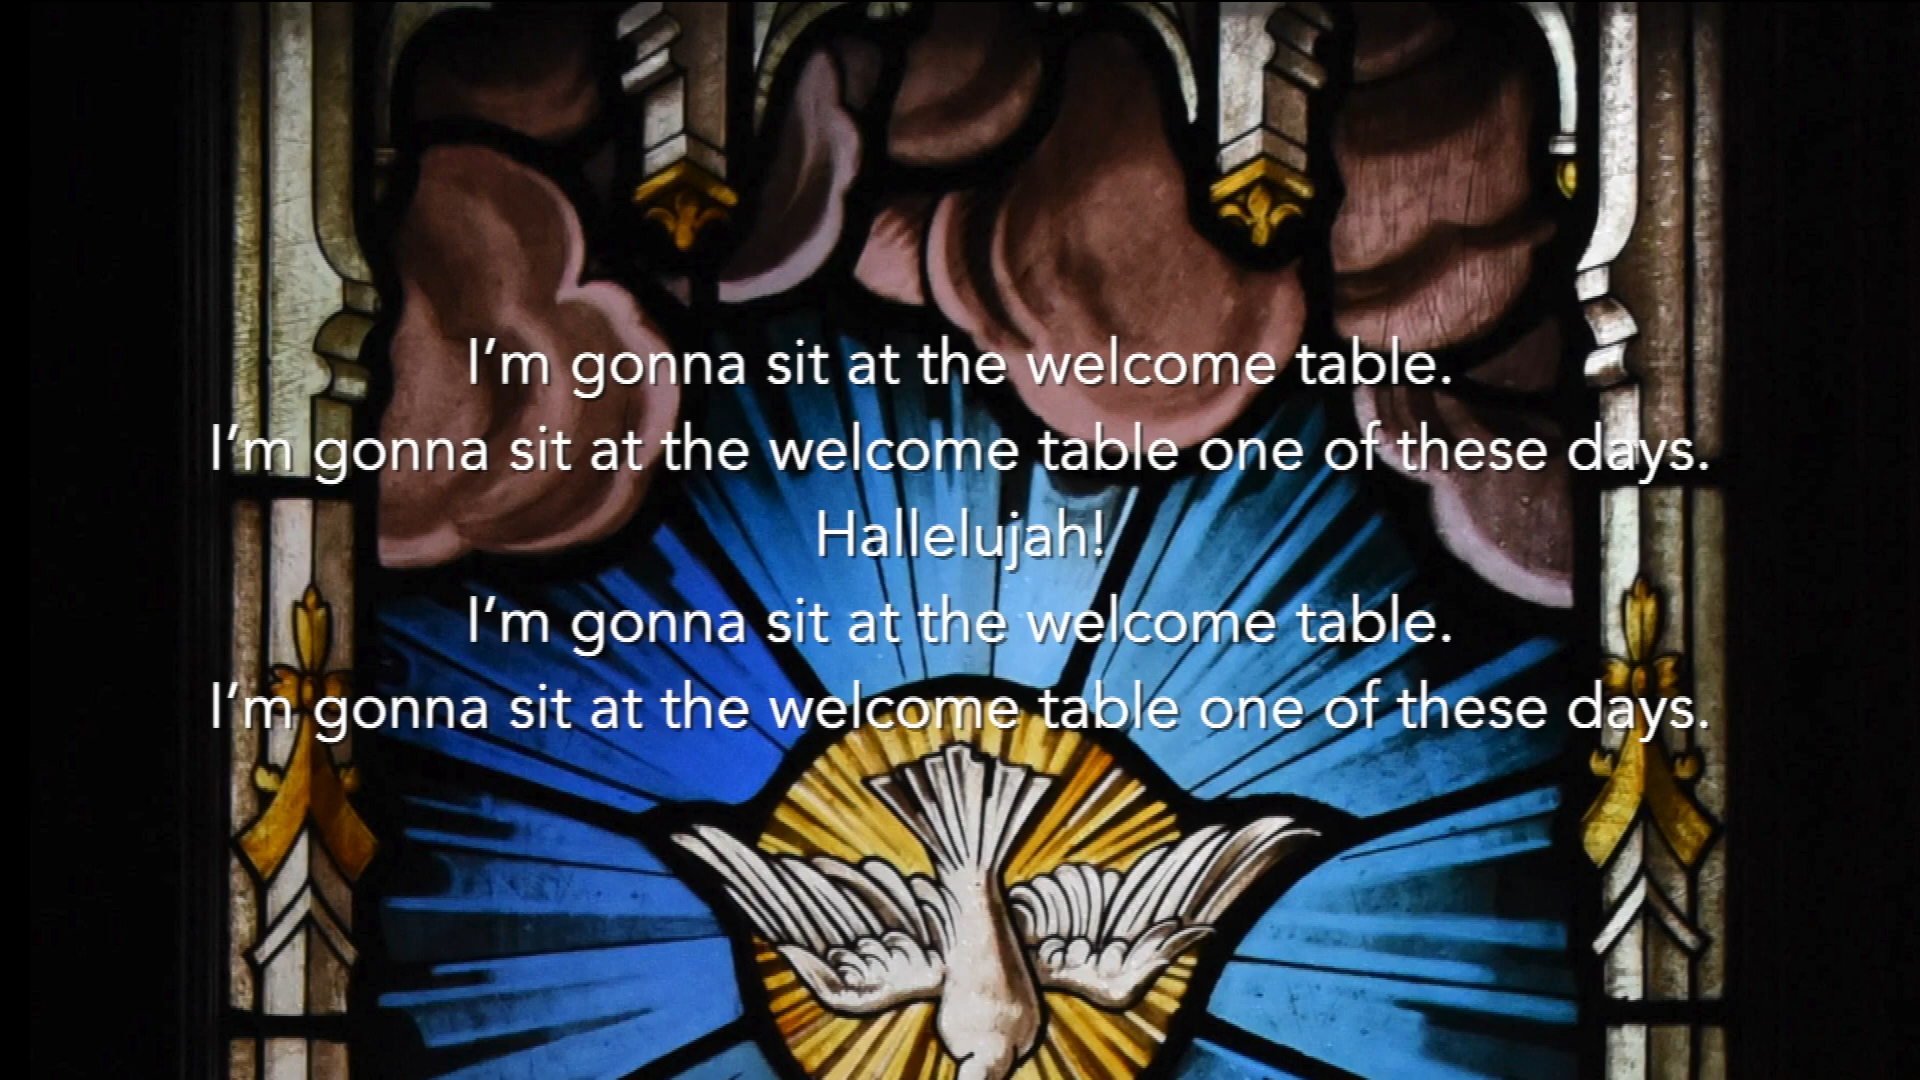 I’m gonna sit at the welcome table.
I’m gonna sit at the welcome table one of these days.
Hallelujah!
I’m gonna sit at the welcome table.
I’m gonna sit at the welcome table one of these days.